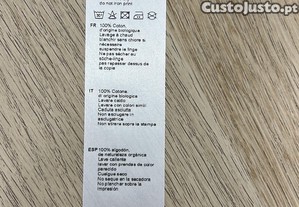 Custojusto.pt
do not iron print
FR 100% Coton,
d'origine biologique
Lavage à chaud
blanchir sans chlore si
nécessaire
suspendre le linge
Ne pas sécher au
sèche-linge
pas repasser dessus de
la copie
IT 100% Cotone,
di origine biologica
Lavare caldo
Lavare con colori simili
Caduta asciutta
Non asciugare in
asciugatrice
Non stirare sopra la stampa
ESP 100% algodón,
de naturaleza orgánica
Lave caliente
lavar con prendas de color
parecido
Cuelgue seco
No seque en la secadora
No planchar sobre la
impresión